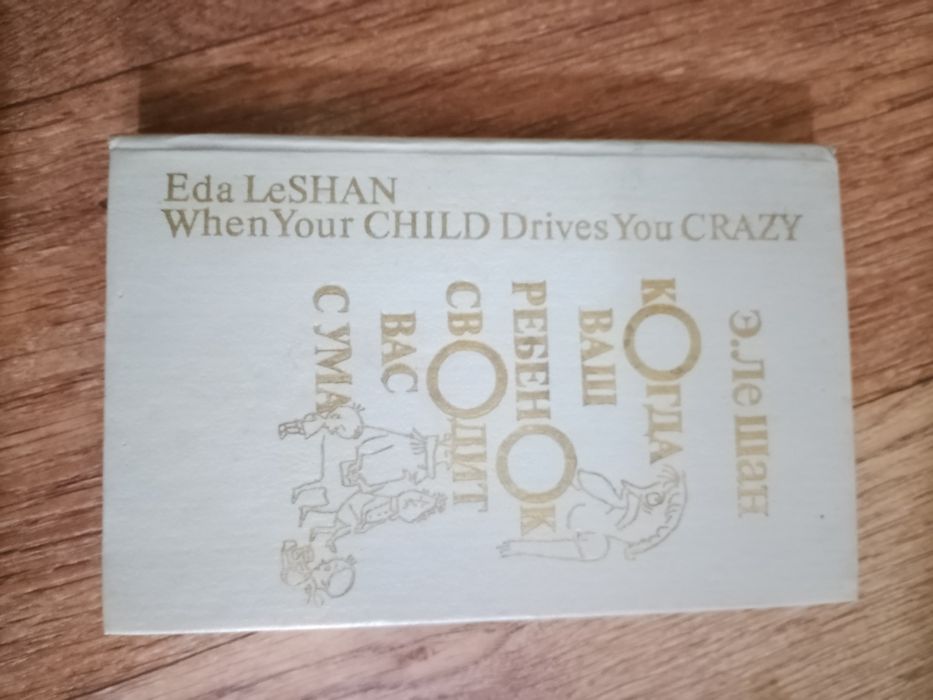 Eda LeSHAN
When Your CHILD Drives You CRAZY
Э.Ле Шан
КОГДА
ВАШ
РЕБЕНОК
СВОДИТ
ВАС
С УМА